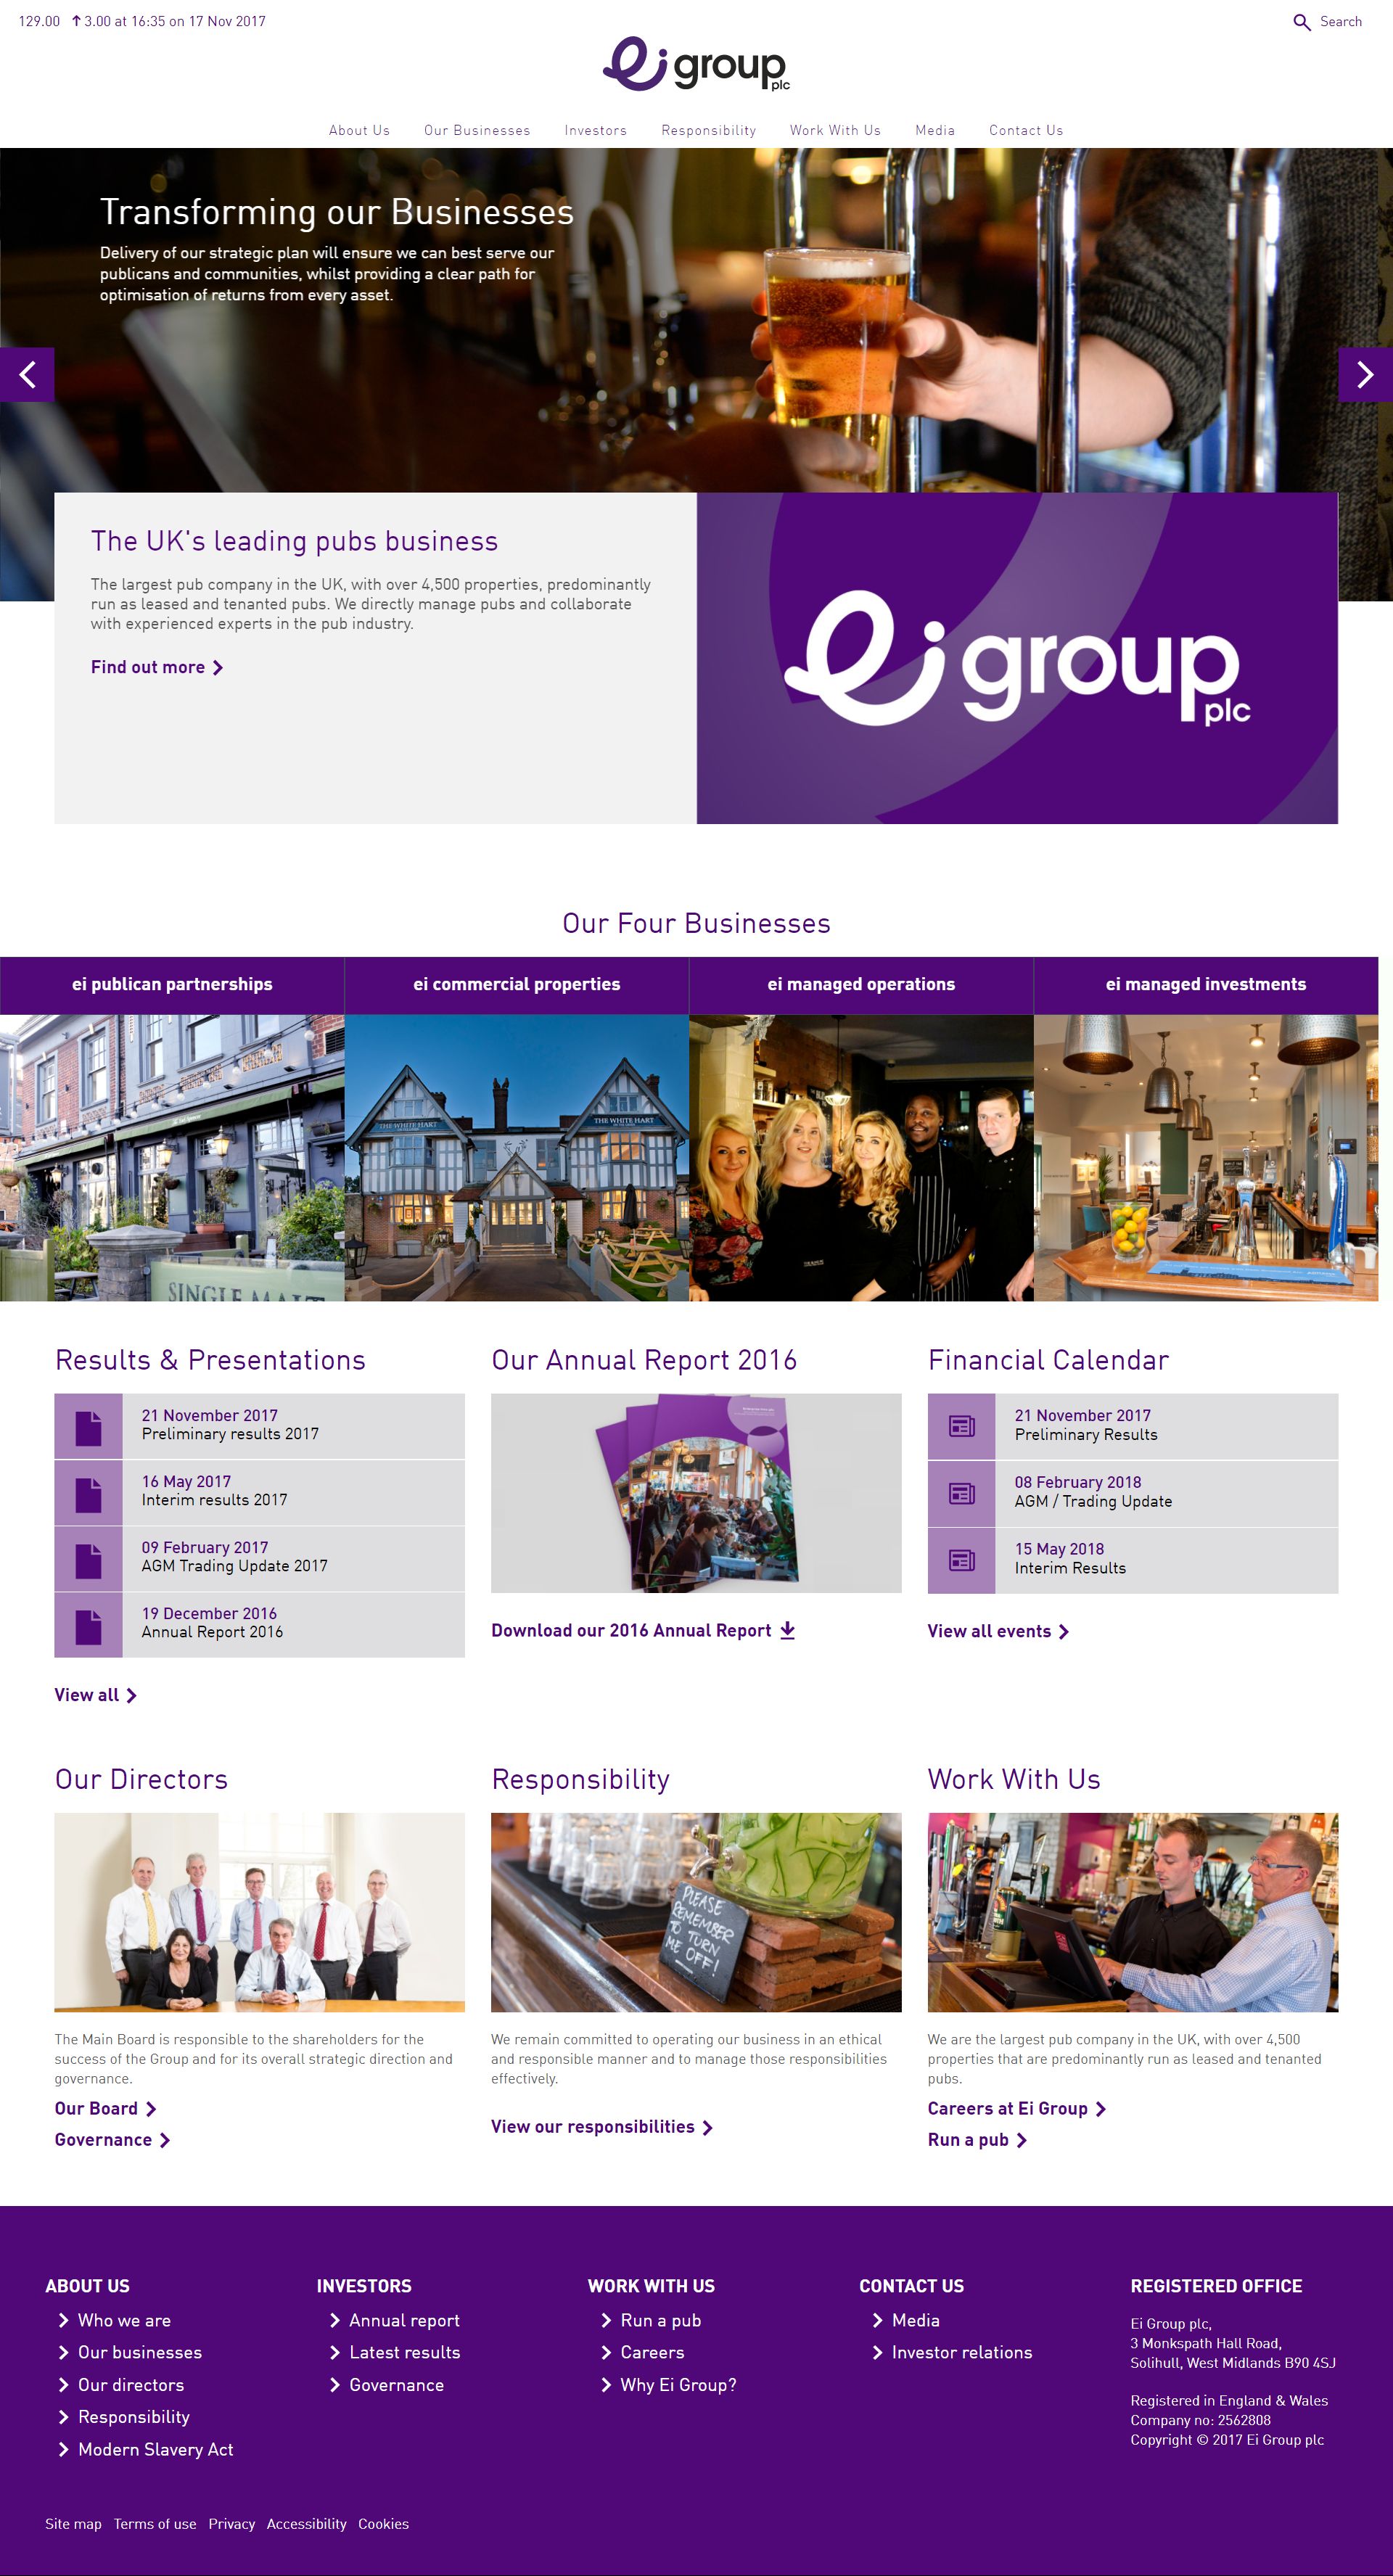 129.00 ↑ 3.00 at 16:35 on 17 Nov 2017
Search
ei group plc
About Us Our Businesses Investors Responsibility Work With Us Media Contact Us
Transforming our Businesses
Delivery of our strategic plan will ensure we can best serve our
publicans and communities, whilst providing a clear path for
optimisation of returns from every asset.
The UK's leading pubs business
The largest pub company in the UK, with over 4,500 properties, predominantly
run as leased and tenanted pubs. We directly manage pubs and collaborate
with experienced experts in the pub industry.
Find out more
ei group plc
Our Four Businesses
ei publican partnerships
ei commercial properties
ei managed operations
ei managed investments
SINGLE MALT
THE WHITE HART
THE WHITE HART
Results & Presentations
21 November 2017
Preliminary results 2017
16 May 2017
Interim results 2017
09 February 2017
AGM Trading Update 2017
19 December 2016
Annual Report 2016
View all
Our Annual Report 2016
Download our 2016 Annual Report
Financial Calendar
21 November 2017
Preliminary Results
08 February 2018
AGM / Trading Update
15 May 2018
Interim Results
View all events
Our Directors
The Main Board is responsible to the shareholders for the
success of the Group and for its overall strategic direction and
governance.
Our Board
Governance
Responsibility
PLEASE
REMEMBER
TO TURN
ME OFF!
We remain committed to operating our business in an ethical
and responsible manner and to manage those responsibilities
effectively.
View our responsibilities
Work With Us
We are the largest pub company in the UK, with over 4,500
properties that are predominantly run as leased and tenanted
pubs.
Careers at Ei Group
Run a pub
ABOUT US
Who we are
Our businesses
Our directors
Responsibility
Modern Slavery Act
INVESTORS
Annual report
Latest results
Governance
WORK WITH US
Run a pub
Careers
Why Ei Group?
CONTACT US
Media
Investor relations
REGISTERED OFFICE
Ei Group plc,
3 Monkspath Hall Road,
Solihull, West Midlands B90 4SJ
Registered in England & Wales
Company no: 2562808
Copyright © 2017 Ei Group plc
Site map Terms of use Privacy Accessibility Cookies